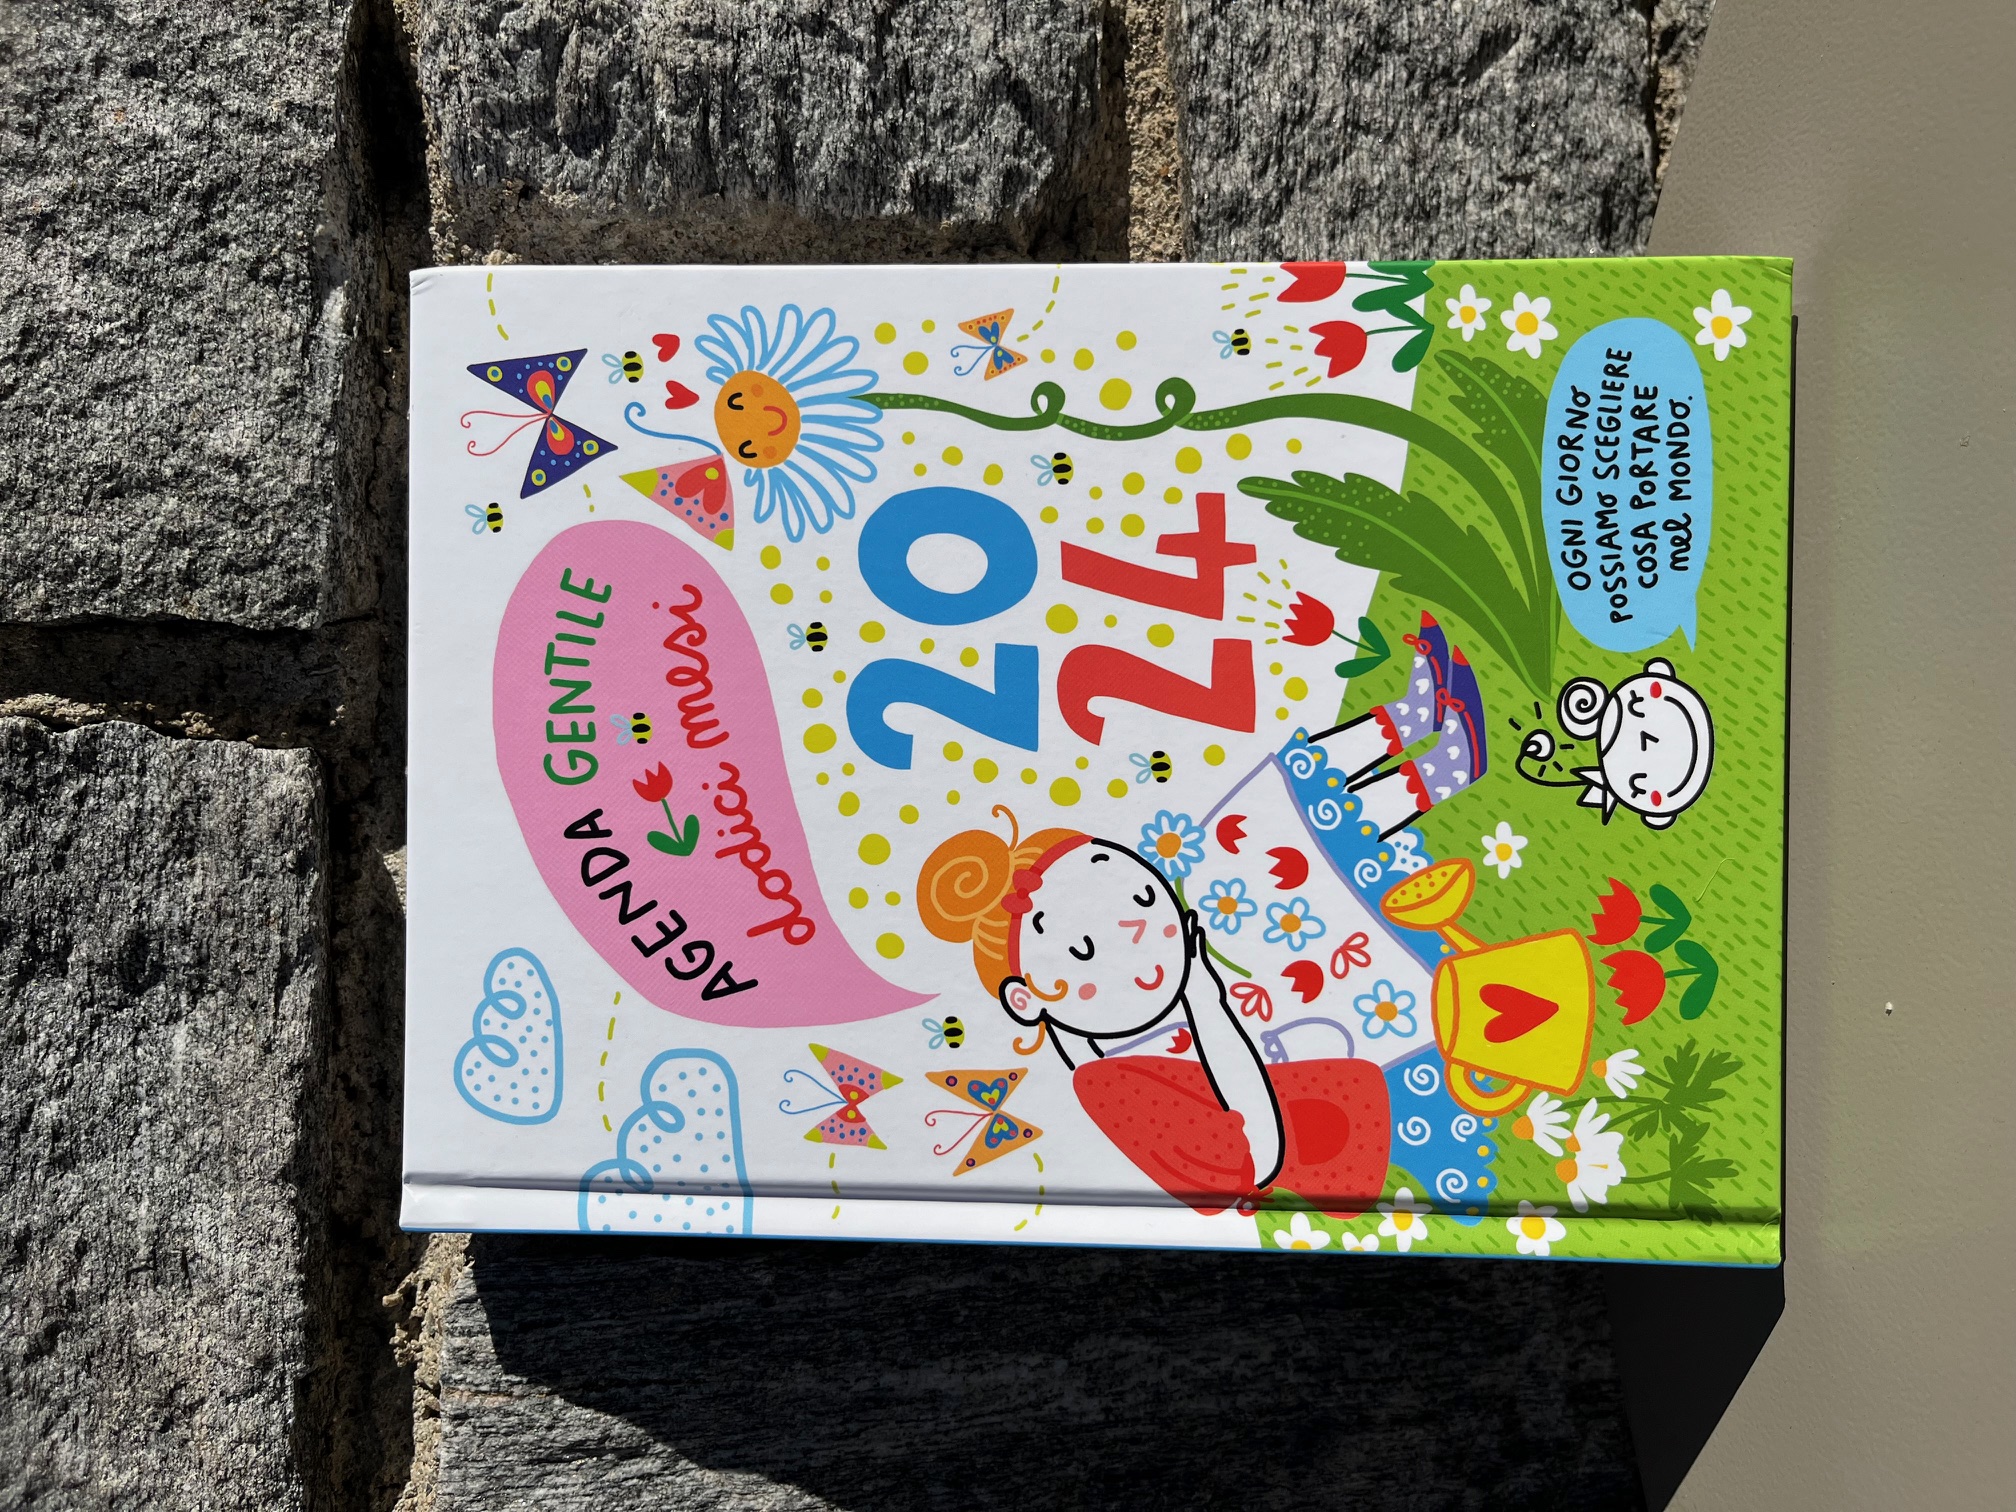 AGENDA GENTILE
dodici mesi
20
24
OGNI GIORNO
POSSIAMO SCEGLIERE
COSA PORTARE
nel MONDO.